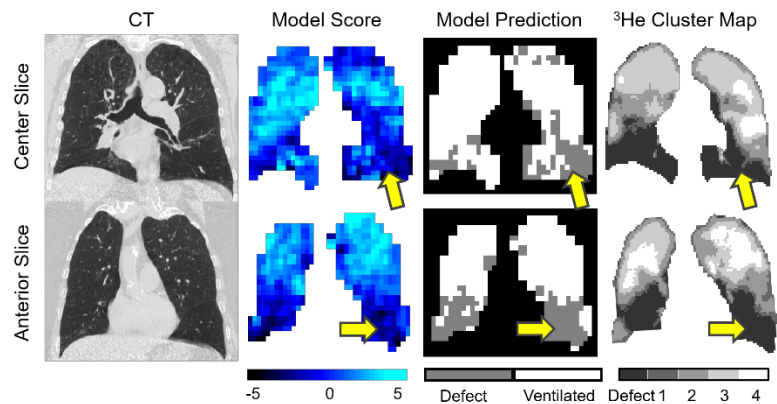 CT Model Score Model Prediction ³He Cluster Map
Center Slice
Anterior Slice
-5 0 5
Defect Ventilated
Defect 1 2 3 4